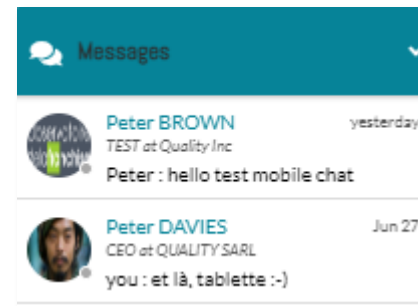 Messages
Peter BROWN
yesterday
TEST at Quality Inc
Peter : hello test mobile chat
Peter DAVIES
Jun 27
CEO at QUALITY SARL
you : et là, tablette :-)